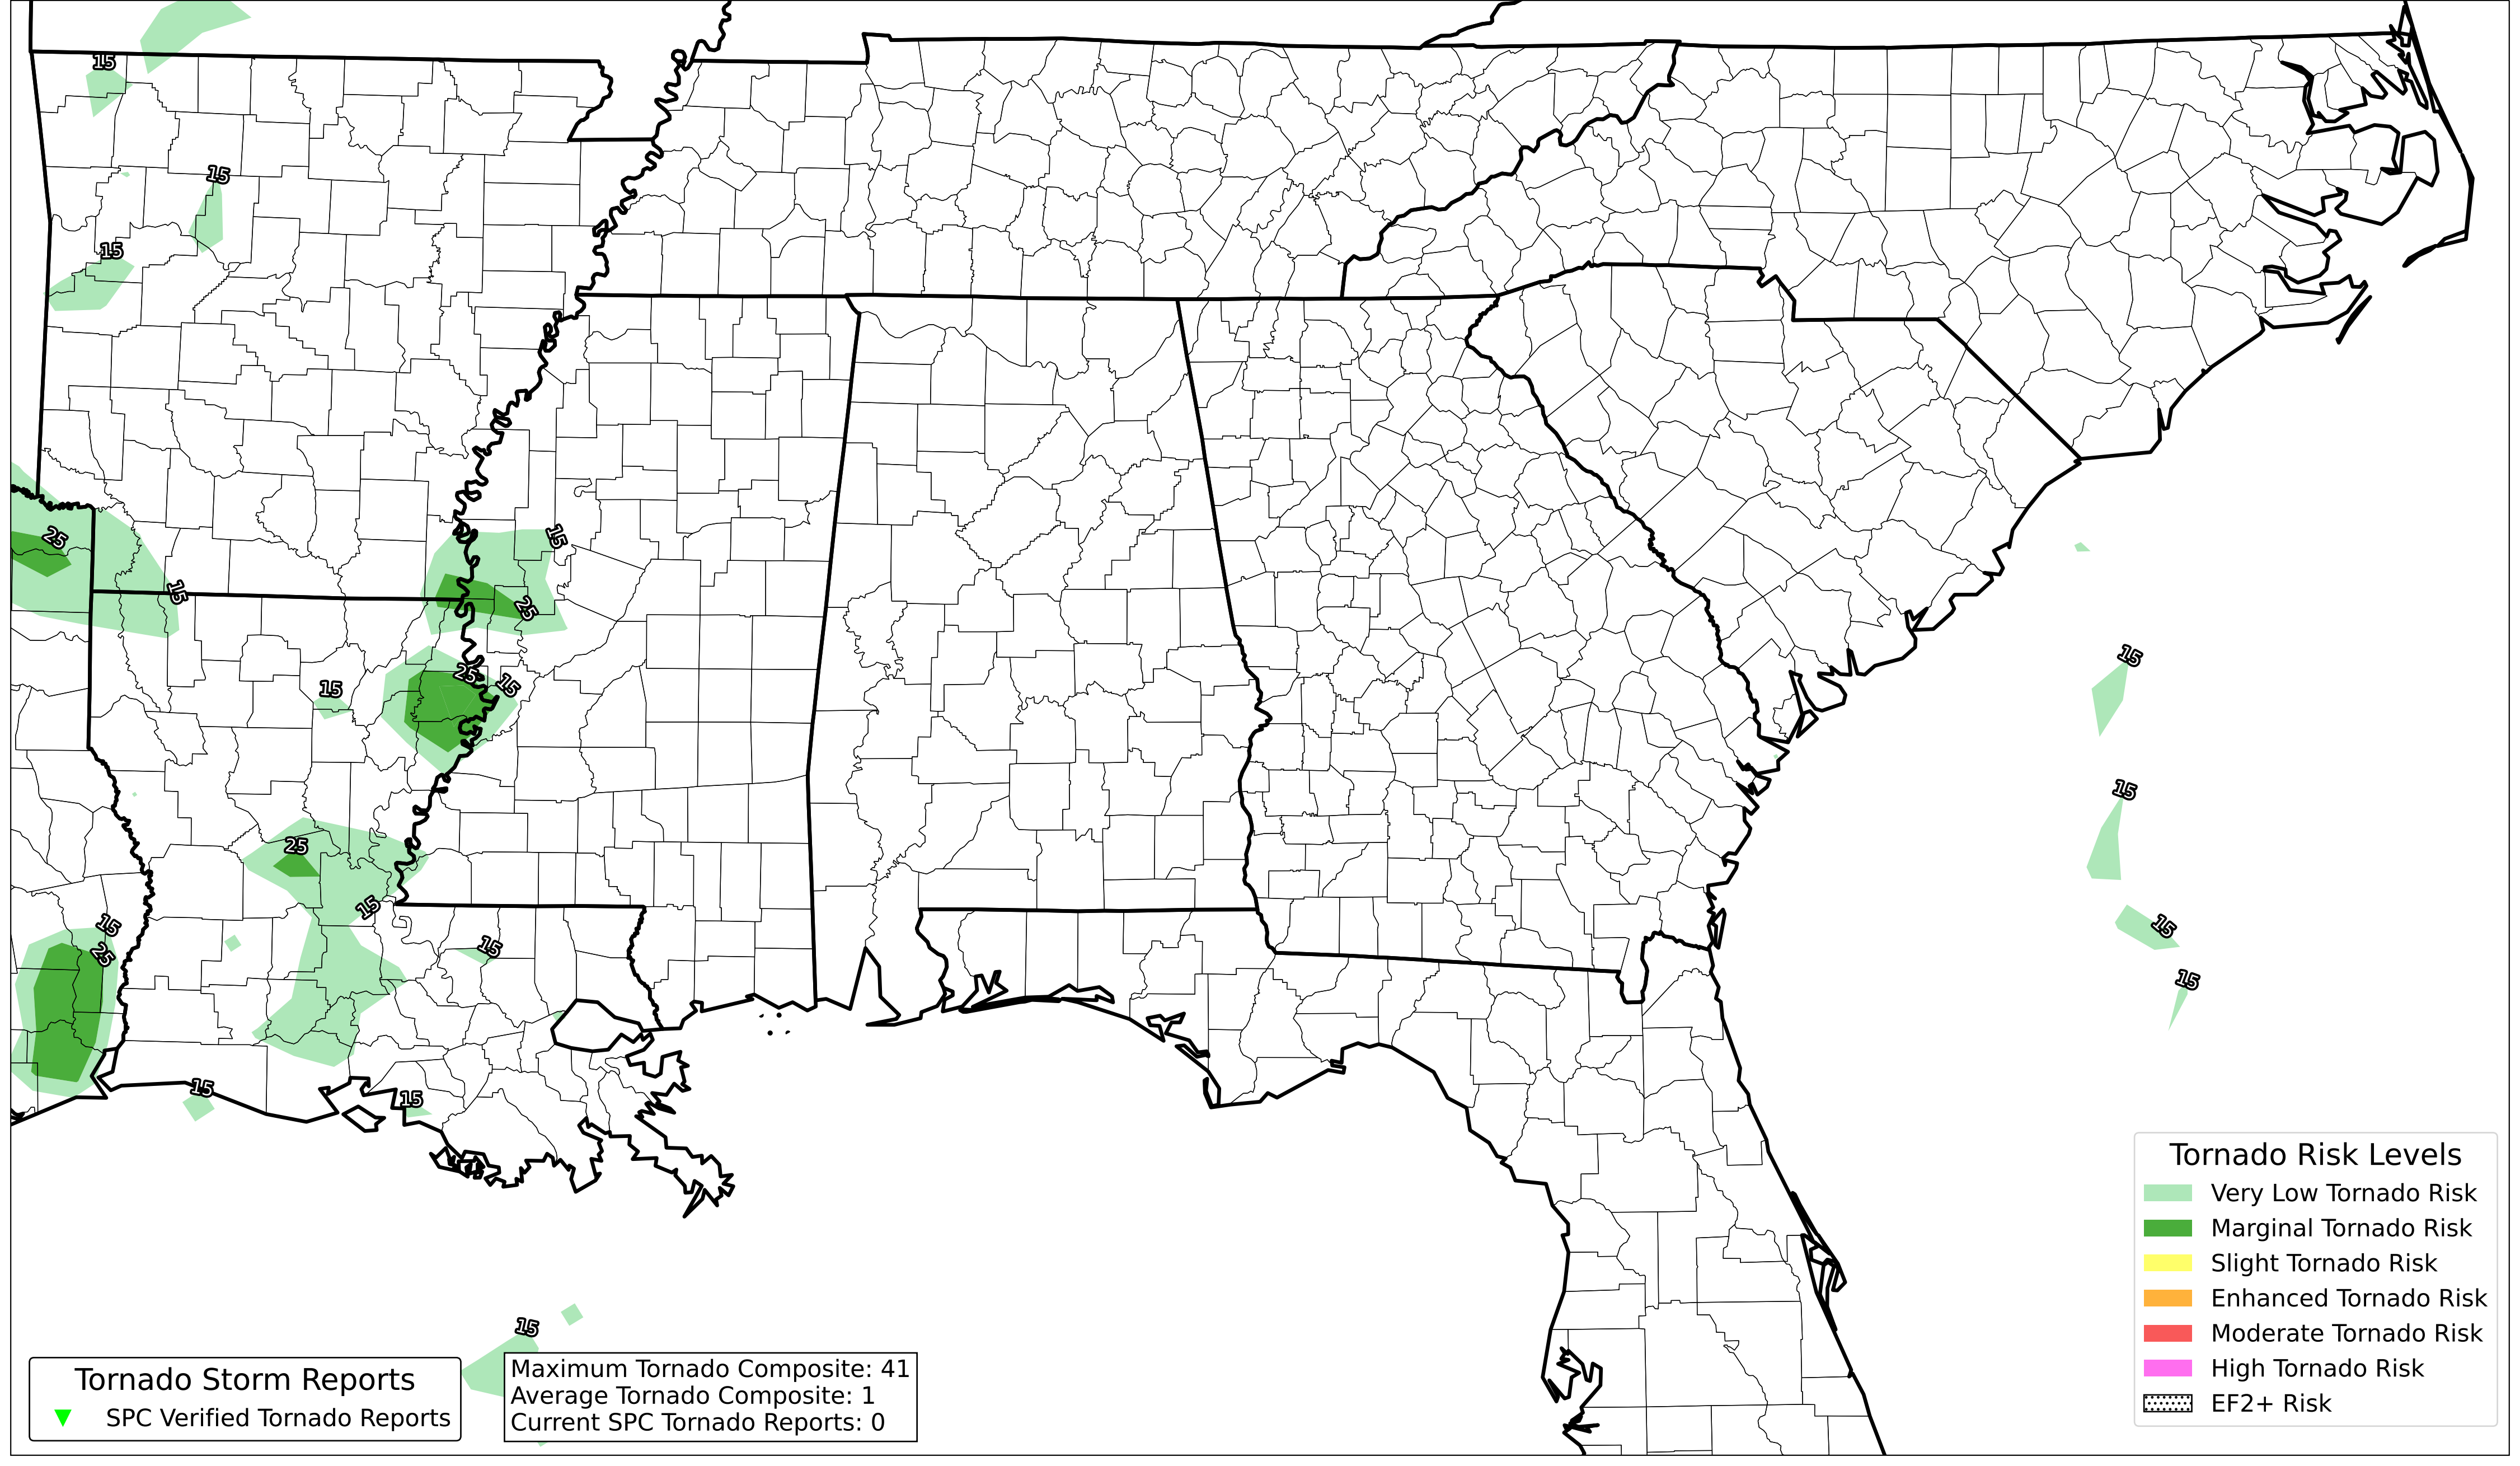 15
15
15
25
15
15
25
25
15
15
15
15
25
15
15
15
15
25
15
15
15
15
15
Tornado Risk Levels
Very Low Tornado Risk
Marginal Tornado Risk
Slight Tornado Risk
Enhanced Tornado Risk
Moderate Tornado Risk
High Tornado Risk
EF2+ Risk
Tornado Storm Reports
SPC Verified Tornado Reports
Maximum Tornado Composite: 41
Average Tornado Composite: 1
Current SPC Tornado Reports: 0